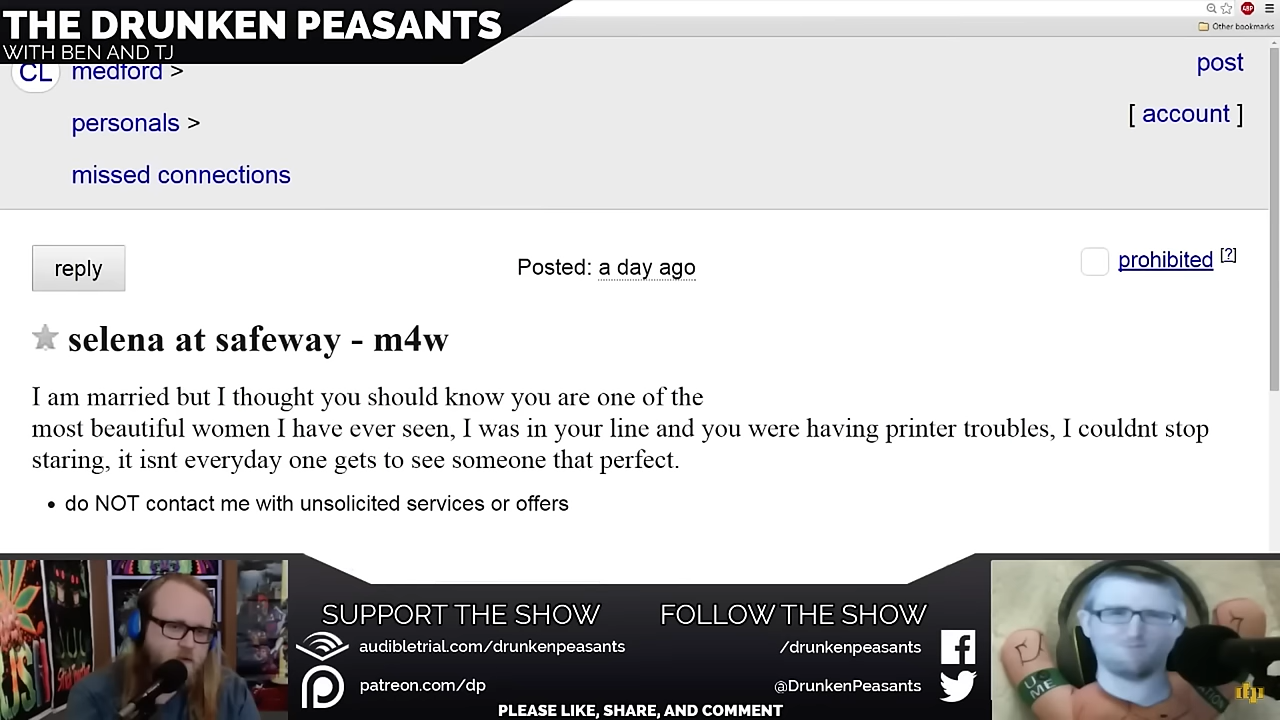 THE DRUNKEN PEASANTS
WITH BEN AND TJ
Other bookmarks
ABP
CL medford >
post
personals >
[ account ]
missed connections
reply
Posted: a day ago
prohibited [?]
selena at safeway - m4w
I am married but I thought you should know you are one of the
most beautiful women I have ever seen, I was in your line and you were having printer troubles, I couldnt stop
staring, it isnt everyday one gets to see someone that perfect.
• do NOT contact me with unsolicited services or offers
SUPPORT THE SHOW
FOLLOW THE SHOW
audibletrial.com/drunkenpeasants
/drunkenpeasants
patreon.com/dp
@DrunkenPeasants
PLEASE LIKE, SHARE, AND COMMENT
ME
dp